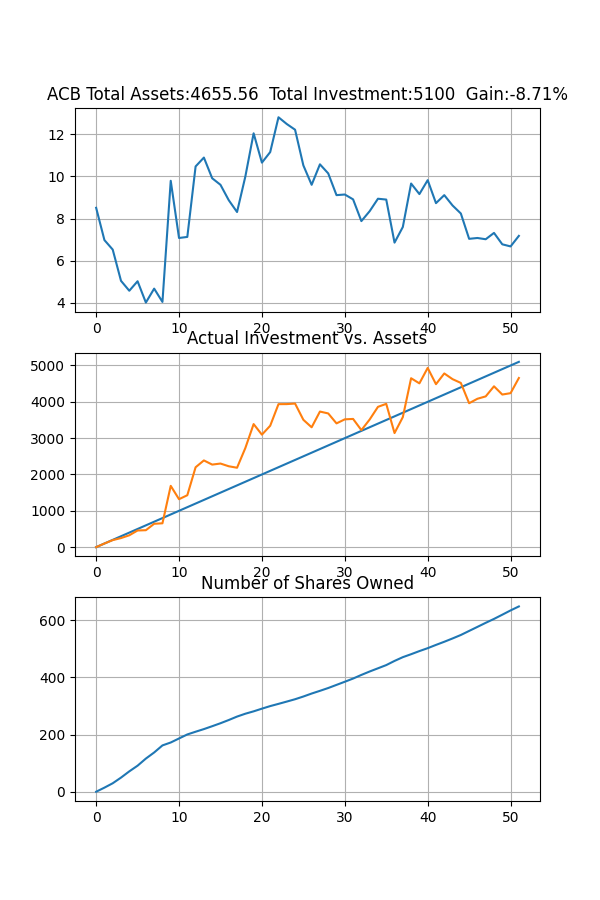 ACB Total Assets:4655.56  Total Investment:5100  Gain:-8.71%
12
10
8
6
4
0 10 20 30 40 50
Actual Investment vs. Assets
5000
4000
3000
2000
1000
0
0 10 20 30 40 50
Number of Shares Owned
600
400
200
0
0 10 20 30 40 50